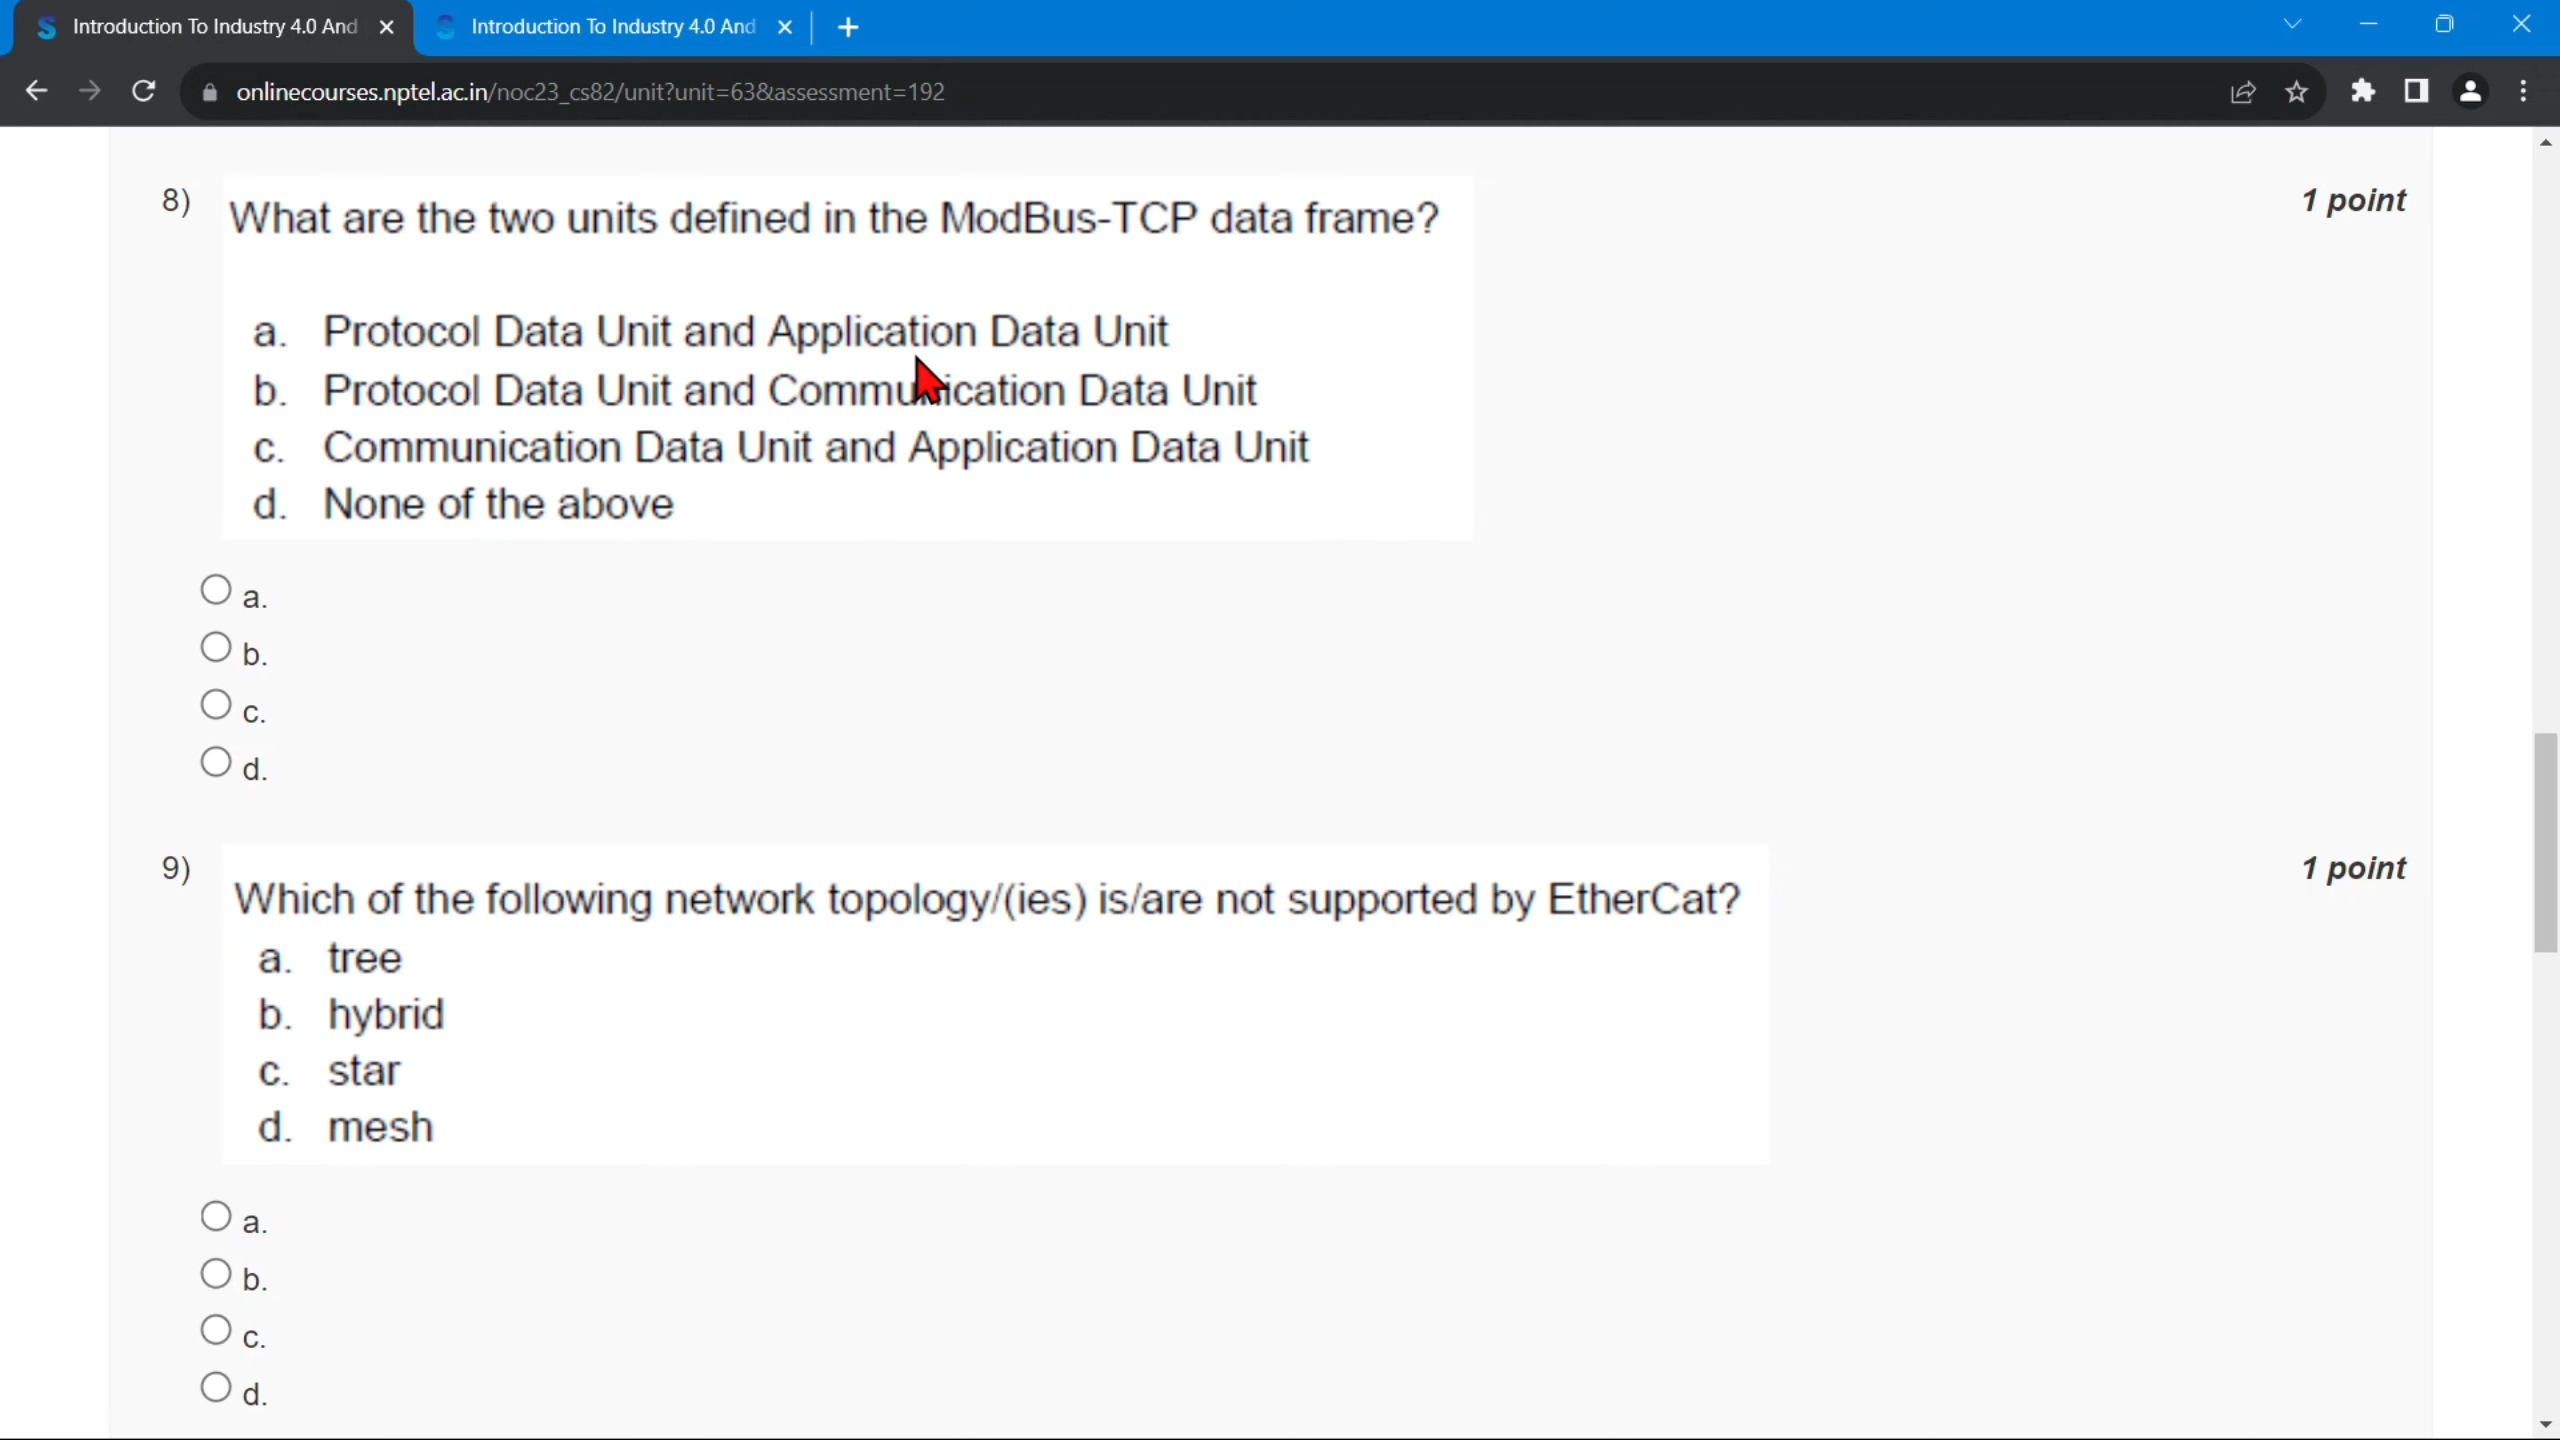 Introduction To Industry 4.0 And
Introduction To Industry 4.0 And
onlinecourses.nptel.ac.in/noc23_cs82/unit?unit=63&assessment=192
8)
What are the two units defined in the ModBus-TCP data frame?
1 point
a. Protocol Data Unit and Application Data Unit
b. Protocol Data Unit and Communication Data Unit
c. Communication Data Unit and Application Data Unit
d. None of the above
a.
b.
c.
d.
9)
Which of the following network topology/(ies) is/are not supported by EtherCat?
1 point
a. tree
b. hybrid
c. star
d. mesh
a.
b.
c.
d.